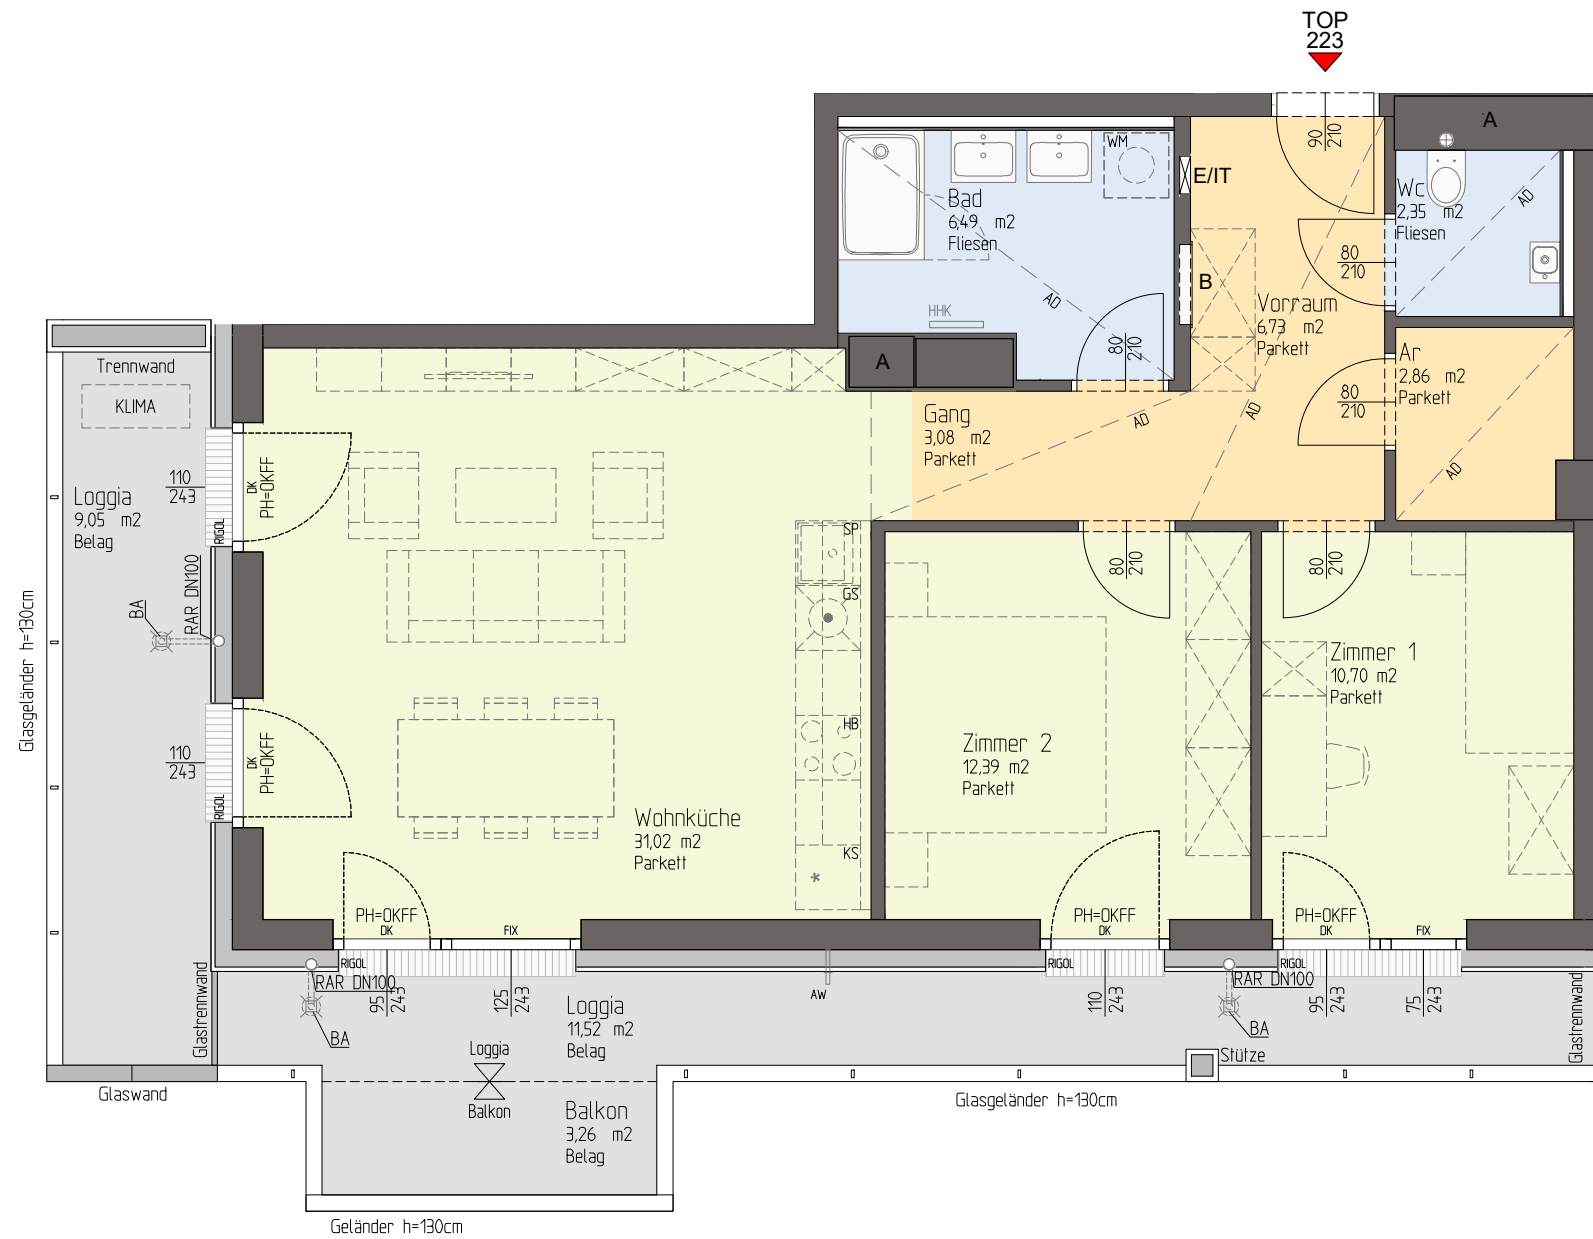 TOP
223
A
90
210
WM
E/IT
Bad
6,49 m2
Fliesen
Wc
2,35 m2
Fliesen
AD
80
210
B
AD
HHK
Vorraum
6,73 m2
Parkett
80
210
A
Ar
2,86 m2
Parkett
80
210
AD
Gang
3,08 m2
Parkett
AD
AD
Trennwand
KLIMA
110
243
DK
PH=OKFF
RIGOL
Loggia
9,05 m2
Belag
RAR DN100
BA
Glasgeländer h=130cm
SP
GS
HB
KS
*
80
210
80
210
Zimmer 1
10,70 m2
Parkett
Zimmer 2
12,39 m2
Parkett
110
243
DK
PH=OKFF
RIGOL
Wohnküche
31,02 m2
Parkett
PH=OKFF
DK
FIX
PH=OKFF
DK
PH=OKFF
DK
FIX
RIGOL
RAR DN100
95
243
125
243
AW
RIGOL
110
243
RIGOL
RAR DN100
95
243
75
243
Glastrennwand
Glastrennwand
BA
BA
Loggia
11,52 m2
Belag
Loggia
Balkon
Stütze
Glaswand
Balkon
3,26 m2
Belag
Glasgeländer h=130cm
Geländer h=130cm